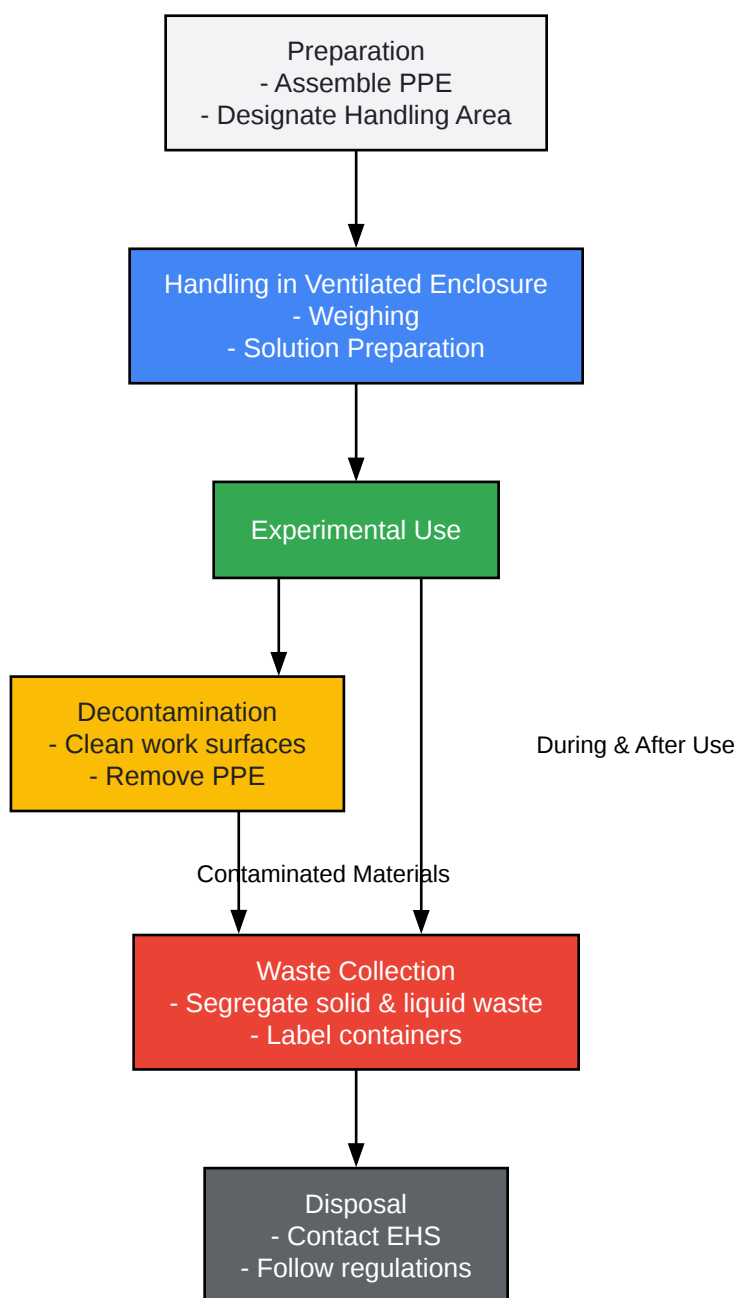 Preparation
- Assemble PPE
- Designate Handling Area
Handling in Ventilated Enclosure
- Weighing
- Solution Preparation
Experimental Use
Decontamination
- Clean work surfaces
- Remove PPE
During & After Use
Contaminated Materials
Waste Collection
- Segregate solid & liquid waste
- Label containers
Disposal
- Contact EHS
- Follow regulations